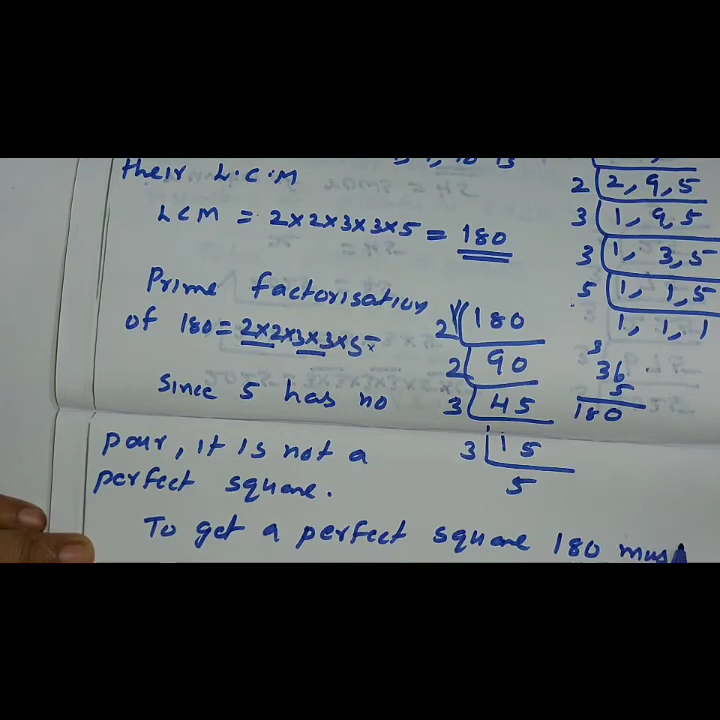 their L.C.M
LCM = 2×2×3×3×5 = 180
Prime factorisation
of 180 = 2×2×3×3×5
Since 5 has no
pair, it is not a
perfect square.
To get a perfect square 180 mus
2 180
2 90
3 45
3 15
5
2 2, 9, 5
3 1, 9, 5
3 1, 3, 5
5 1, 1, 5
1, 1, 1
3
36
5
180